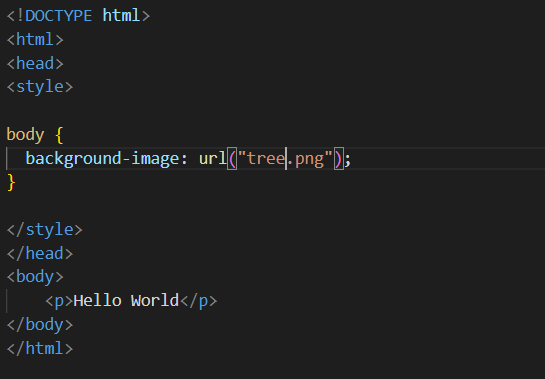 <!DOCTYPE html>
<html>
<head>
<style>
body {
  background-image: url("tree.png");
}
</style>
</head>
<body>
    <p>Hello World</p>
</body>
</html>